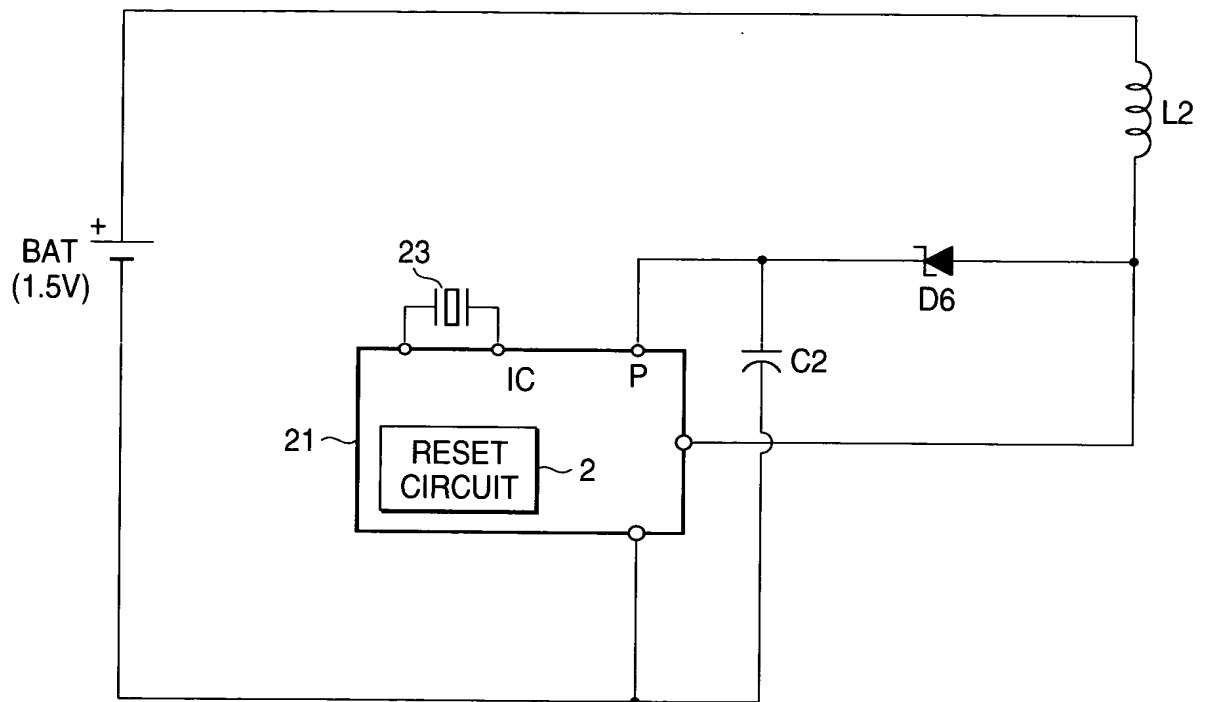 L2
+
BAT
(1.5V)
23
D6
IC
P
C2
21
RESET
CIRCUIT
2